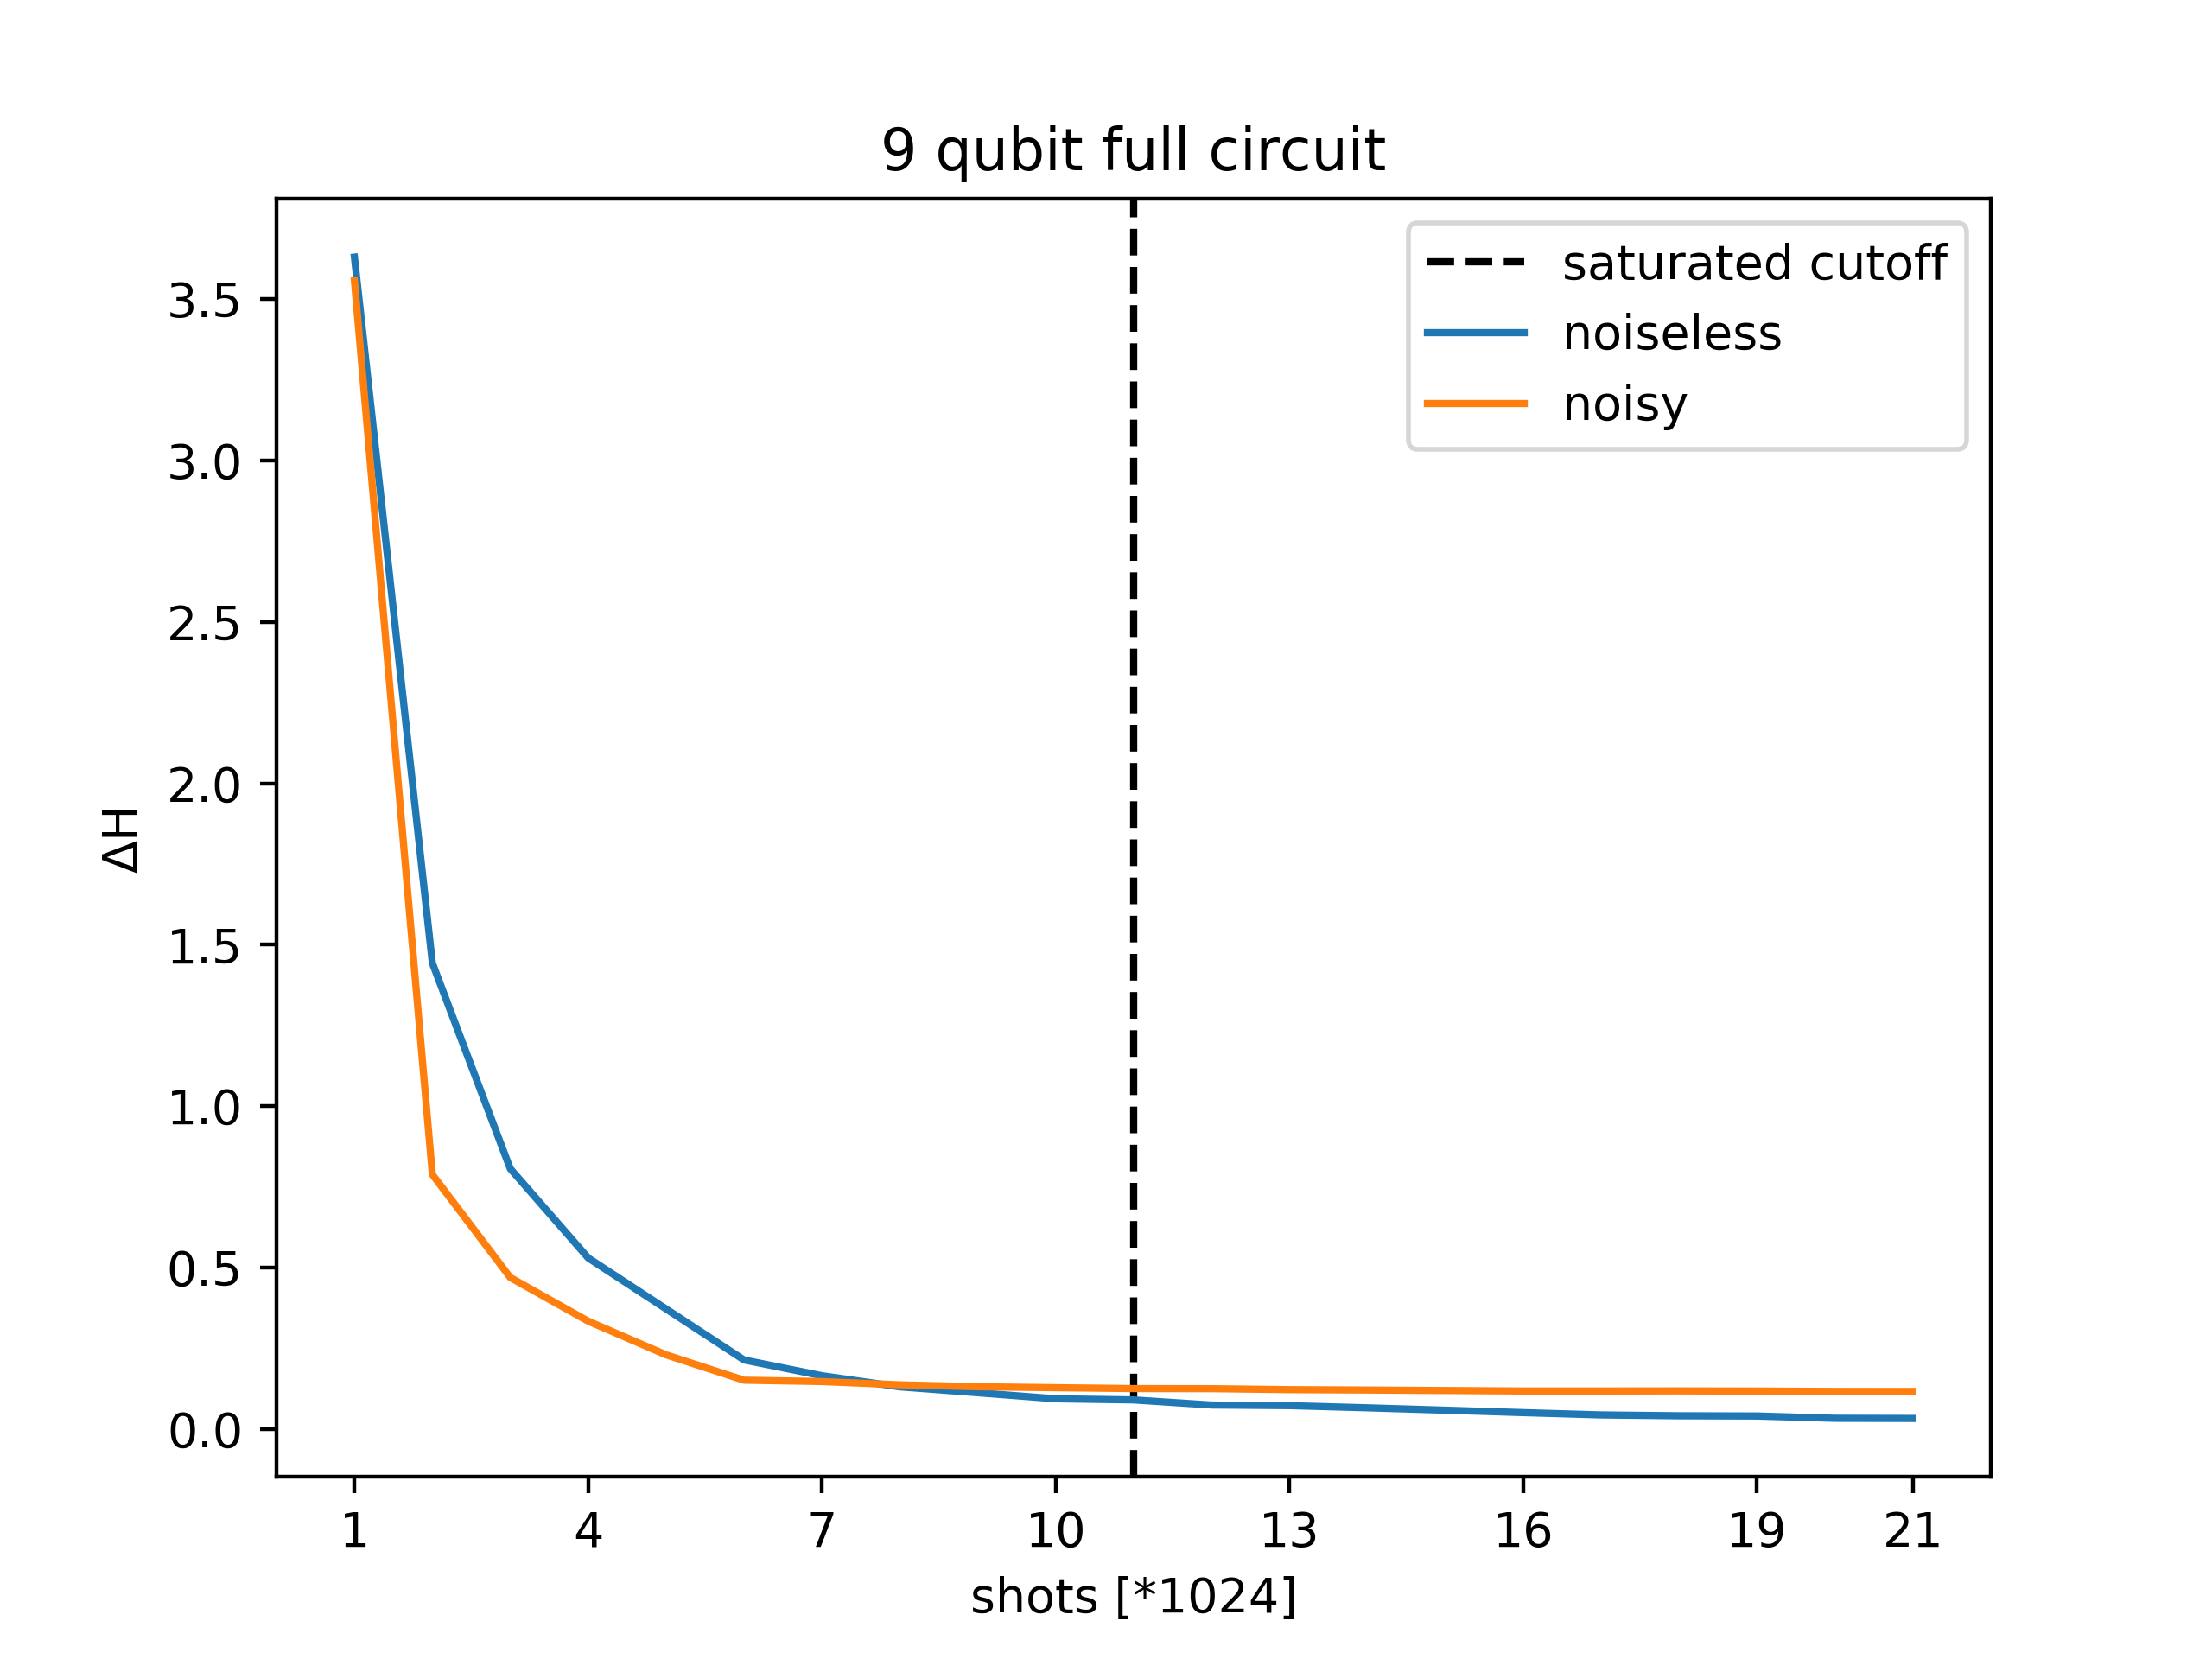 9 qubit full circuit
saturated cutoff
noiseless
noisy
3.5
3.0
2.5
2.0
1.5
1.0
0.5
0.0
ΔH
1 4 7 10 13 16 19 21
shots [*1024]